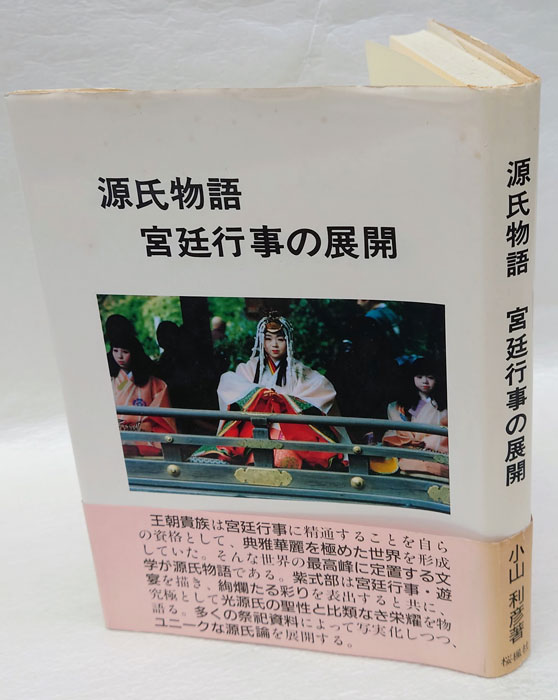 源氏物語
宮廷行事の展開
王朝貴族は宮廷行事に精通することを自ら
の資格として、典雅華麗を極めた世界を形成
していた。そんな世界の最高峰に定置する文
学が源氏物語である。紫式部は宮廷行事・遊
宴を描き、絢爛たる彩りを表出すると共に、
究極として光源氏の聖性と比類なき栄耀を物
語る。多くの祭祀資料によって写実化しつつ、
ユニークな源氏論を展開する。
源氏物語 宮廷行事の展開
小山利彦著
桜楓社